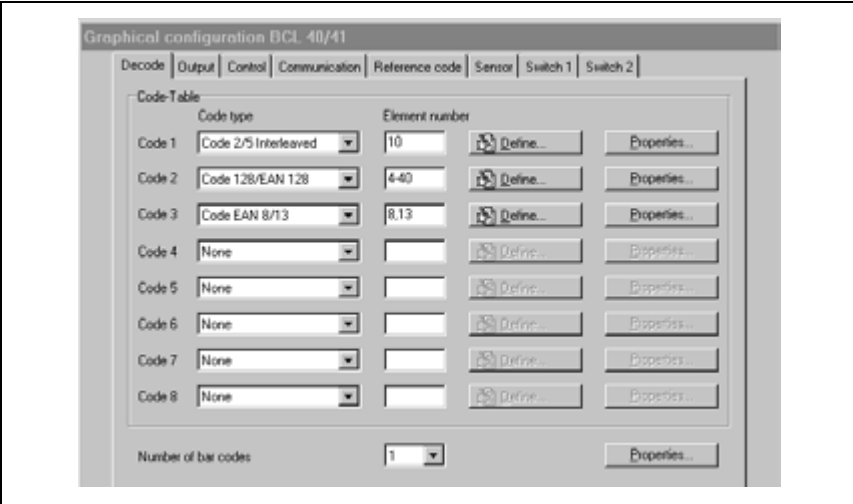 Graphical configuration BCL 40/41
Decode Output Control Communication Reference code Sensor Switch 1 Switch 2
Code-Table
Code type Element number
Code 1 Code 2/5 Interleaved 10 Define... Properties...
Code 2 Code 128/EAN 128 4-40 Define... Properties...
Code 3 Code EAN 8/13 8,13 Define... Properties...
Code 4 None Define... Properties...
Code 5 None Define... Properties...
Code 6 None Define... Properties...
Code 7 None Define... Properties...
Code 8 None Define... Properties...
Number of bar codes 1 Properties...